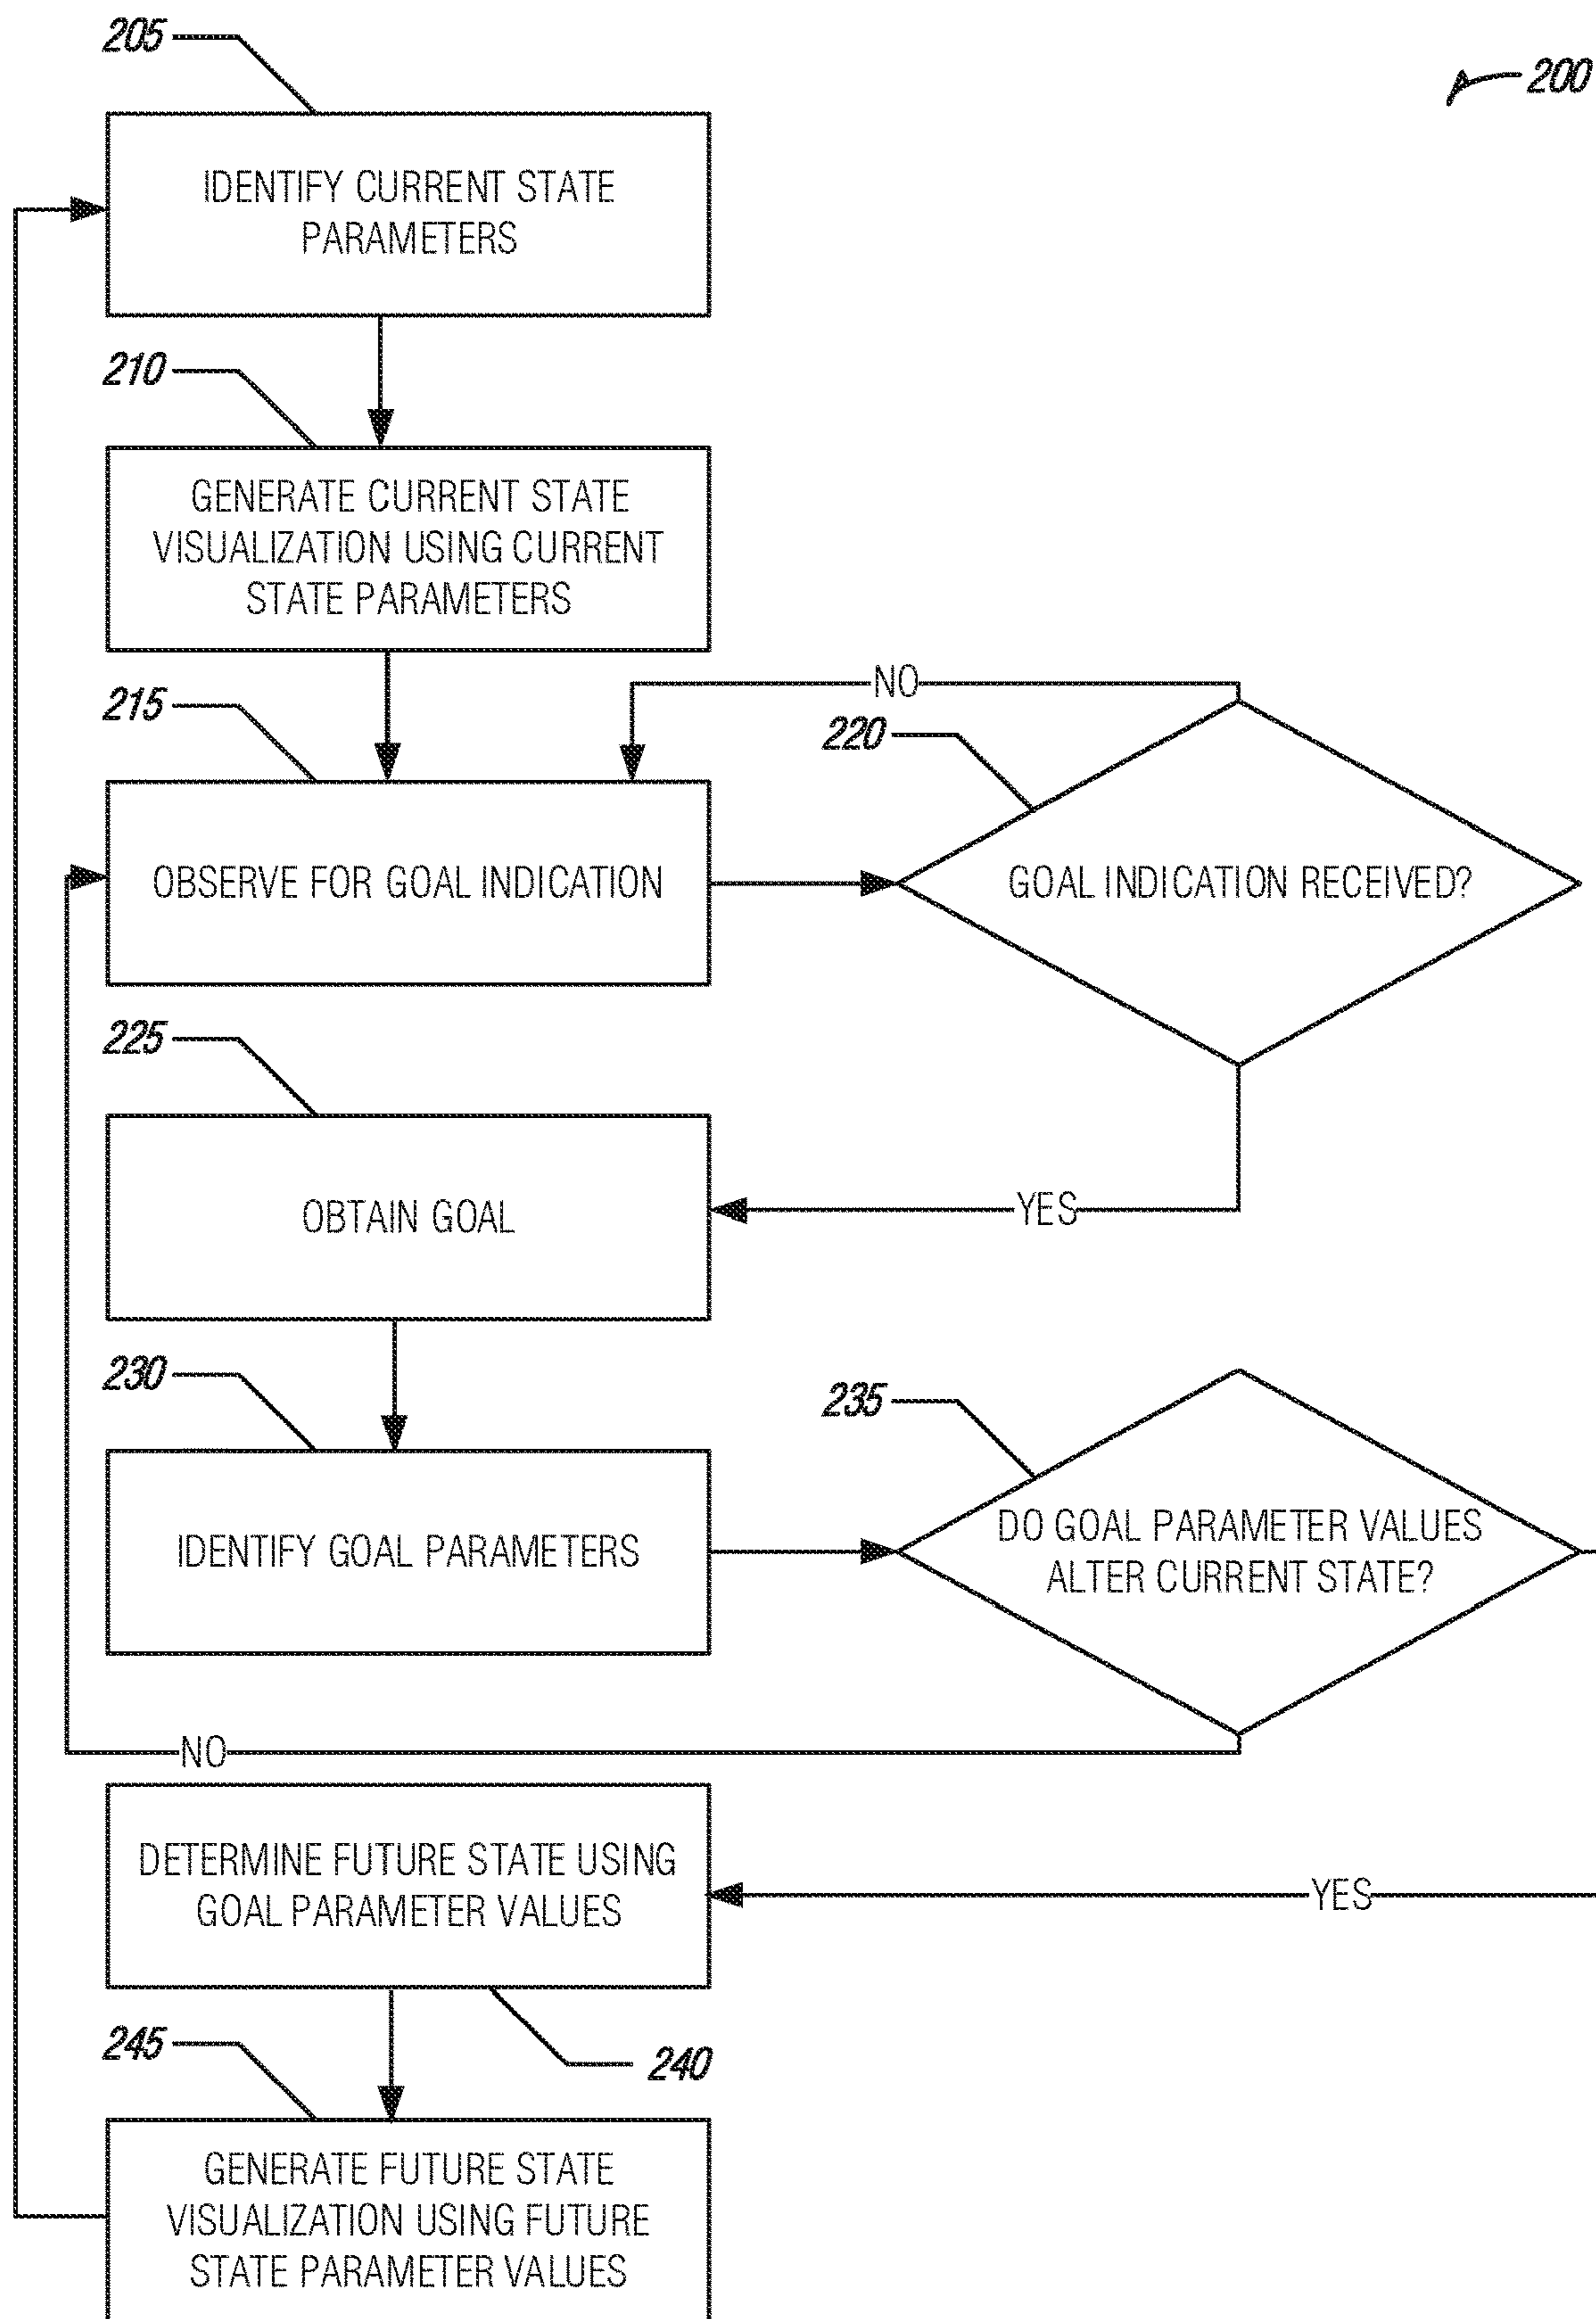 205
200
IDENTIFY CURRENT STATE
PARAMETERS
210
GENERATE CURRENT STATE
VISUALIZATION USING CURRENT
STATE PARAMETERS
NO
215
220
OBSERVE FOR GOAL INDICATION
GOAL INDICATION RECEIVED?
225
OBTAIN GOAL
YES
230
235
IDENTIFY GOAL PARAMETERS
DO GOAL PARAMETER VALUES
ALTER CURRENT STATE?
NO
DETERMINE FUTURE STATE USING
GOAL PARAMETER VALUES
YES
245
240
GENERATE FUTURE STATE
VISUALIZATION USING FUTURE
STATE PARAMETER VALUES